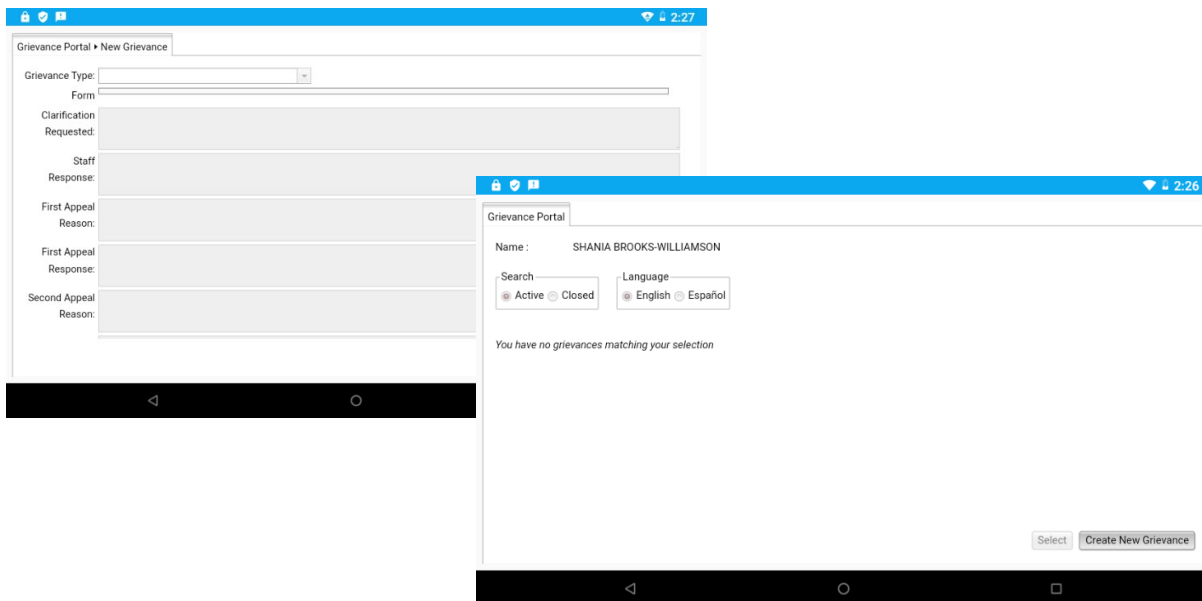 2:27
Grievance Portal ▸ New Grievance
Grievance Type:
Form
Clarification
Requested:
Staff
Response:
First Appeal
Reason:
First Appeal
Response:
Second Appeal
Reason:
2:26
Grievance Portal
Name : SHANIA BROOKS-WILLIAMSON
Search Language
Active Closed English Español
You have no grievances matching your selection
Select Create New Grievance